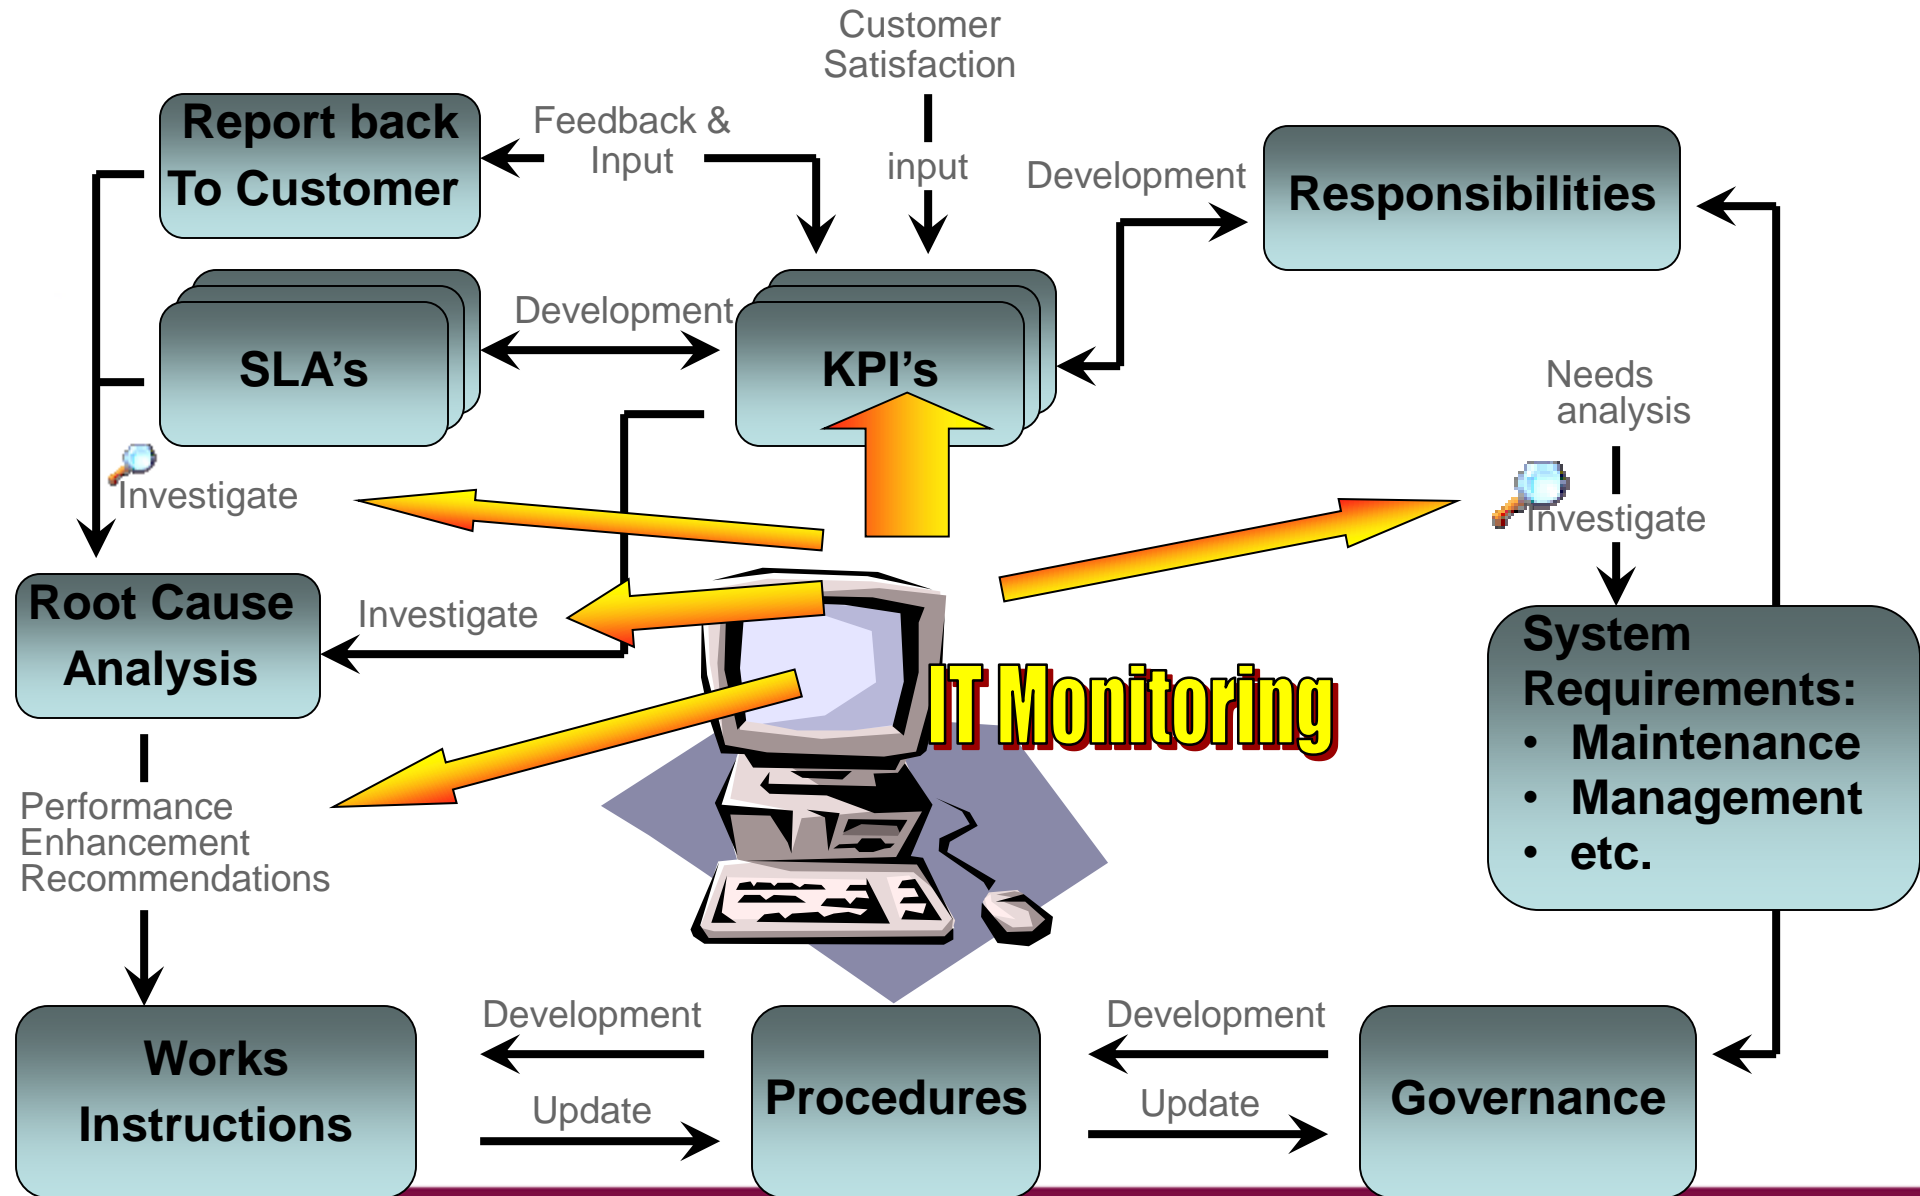 Customer
Satisfaction
Report back
To Customer
Feedback &
Input
input
Development
Responsibilities
SLA’s
Development
KPI’s
Needs
analysis
Investigate
Investigate
Root Cause
Analysis
Investigate
IT Monitoring
System
Requirements:
• Maintenance
• Management
• etc.
Performance
Enhancement
Recommendations
Works
Instructions
Development
Update
Procedures
Development
Update
Governance